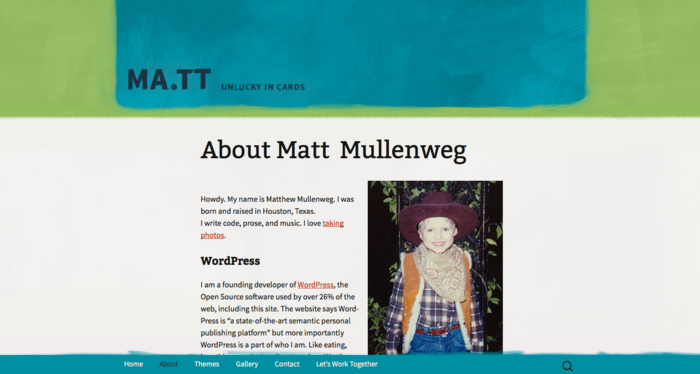 MA.TT UNLUCKY IN CARDS
About Matt Mullenweg
Howdy. My name is Matthew Mullenweg. I was
born and raised in Houston, Texas.
I write code, prose, and music. I love taking
photos.
WordPress
I am a founding developer of WordPress, the
Open Source software used by over 26% of the
web, including this site. The website says Word-
Press is “a state-of-the-art semantic personal
publishing platform” but more importantly
WordPress is a part of who I am. Like eating,
Home About Themes Gallery Contact Let's Work Together